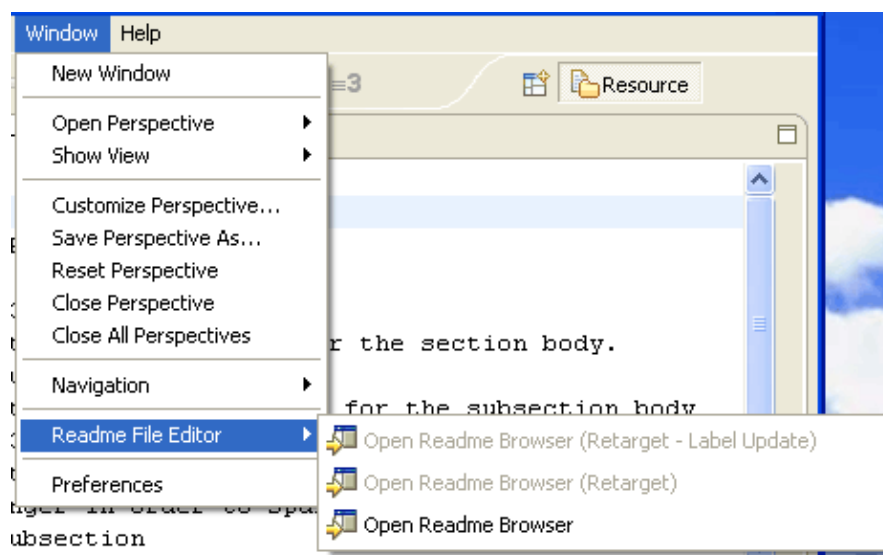 Window Help
New Window
≡3
Resource
Open Perspective
Show View
Customize Perspective...
Save Perspective As...
Reset Perspective
Close Perspective
Close All Perspectives
r the section body.
Navigation
for the subsection body
Readme File Editor
Open Readme Browser (Retarget - Label Update)
Preferences
Open Readme Browser (Retarget)
Open Readme Browser
ubsection